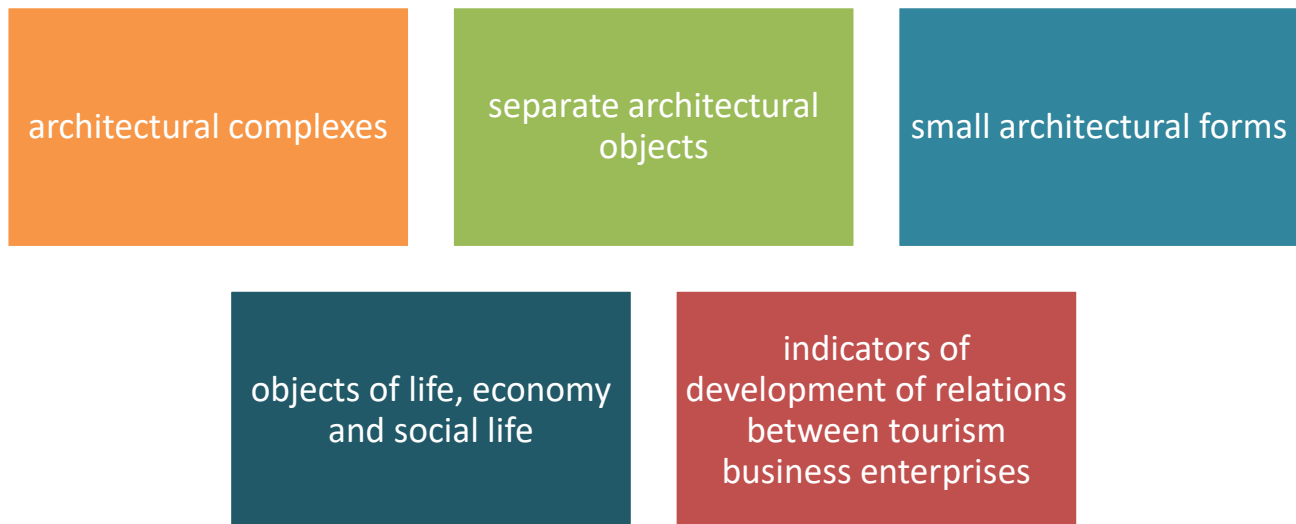 architectural complexes
separate architectural
objects
small architectural forms
objects of life, economy
and social life
indicators of
development of relations
between tourism
business enterprises